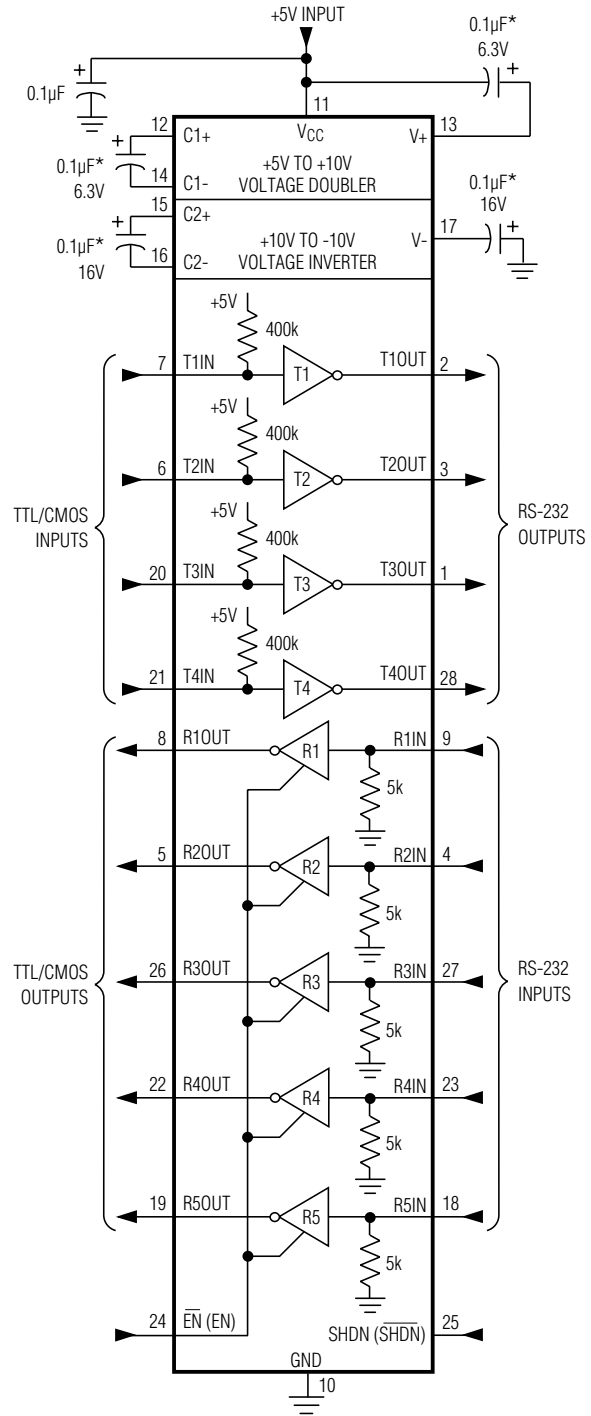 +5V INPUT
0.1µF*
6.3V
+
+
0.1µF
11
VCC
12
C1+
V+
13
+
0.1µF*
6.3V
14
C1-
+5V TO +10V
VOLTAGE DOUBLER
15
C2+
+
0.1µF*
16V
16
C2-
+10V TO -10V
VOLTAGE INVERTER
V-
17
0.1µF*
16V
+
+5V
400k
7
T1IN
T1
T1OUT
2
+5V
400k
6
T2IN
T2
T2OUT
3
TTL/CMOS
INPUTS
RS-232
OUTPUTS
+5V
400k
20
T3IN
T3
T3OUT
1
+5V
400k
21
T4IN
T4
T4OUT
28
8
R1OUT
R1
R1IN
9
5k
5
R2OUT
R2
R2IN
4
5k
TTL/CMOS
OUTPUTS
RS-232
INPUTS
26
R3OUT
R3
R3IN
27
5k
22
R4OUT
R4
R4IN
23
5k
19
R5OUT
R5
R5IN
18
5k
24
E̅N̅ (EN)
SHDN (S̅H̅D̅N̅)
25
GND
10